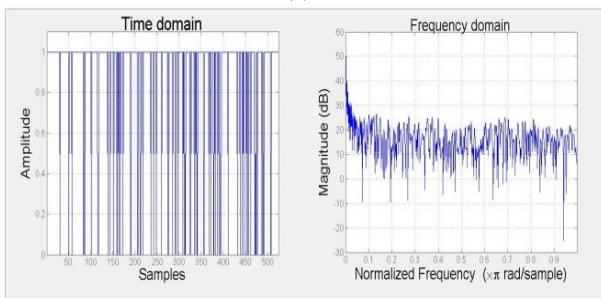 Time domain
Amplitude
1
0.8
0.6
0.4
0.2
0
50 100 150 200 250 300 350 400 450 500
Samples
Frequency domain
Magnitude (dB)
60
50
40
30
20
10
0
-10
-20
-30
0 0.1 0.2 0.3 0.4 0.5 0.6 0.7 0.8 0.9
Normalized Frequency (×π rad/sample)